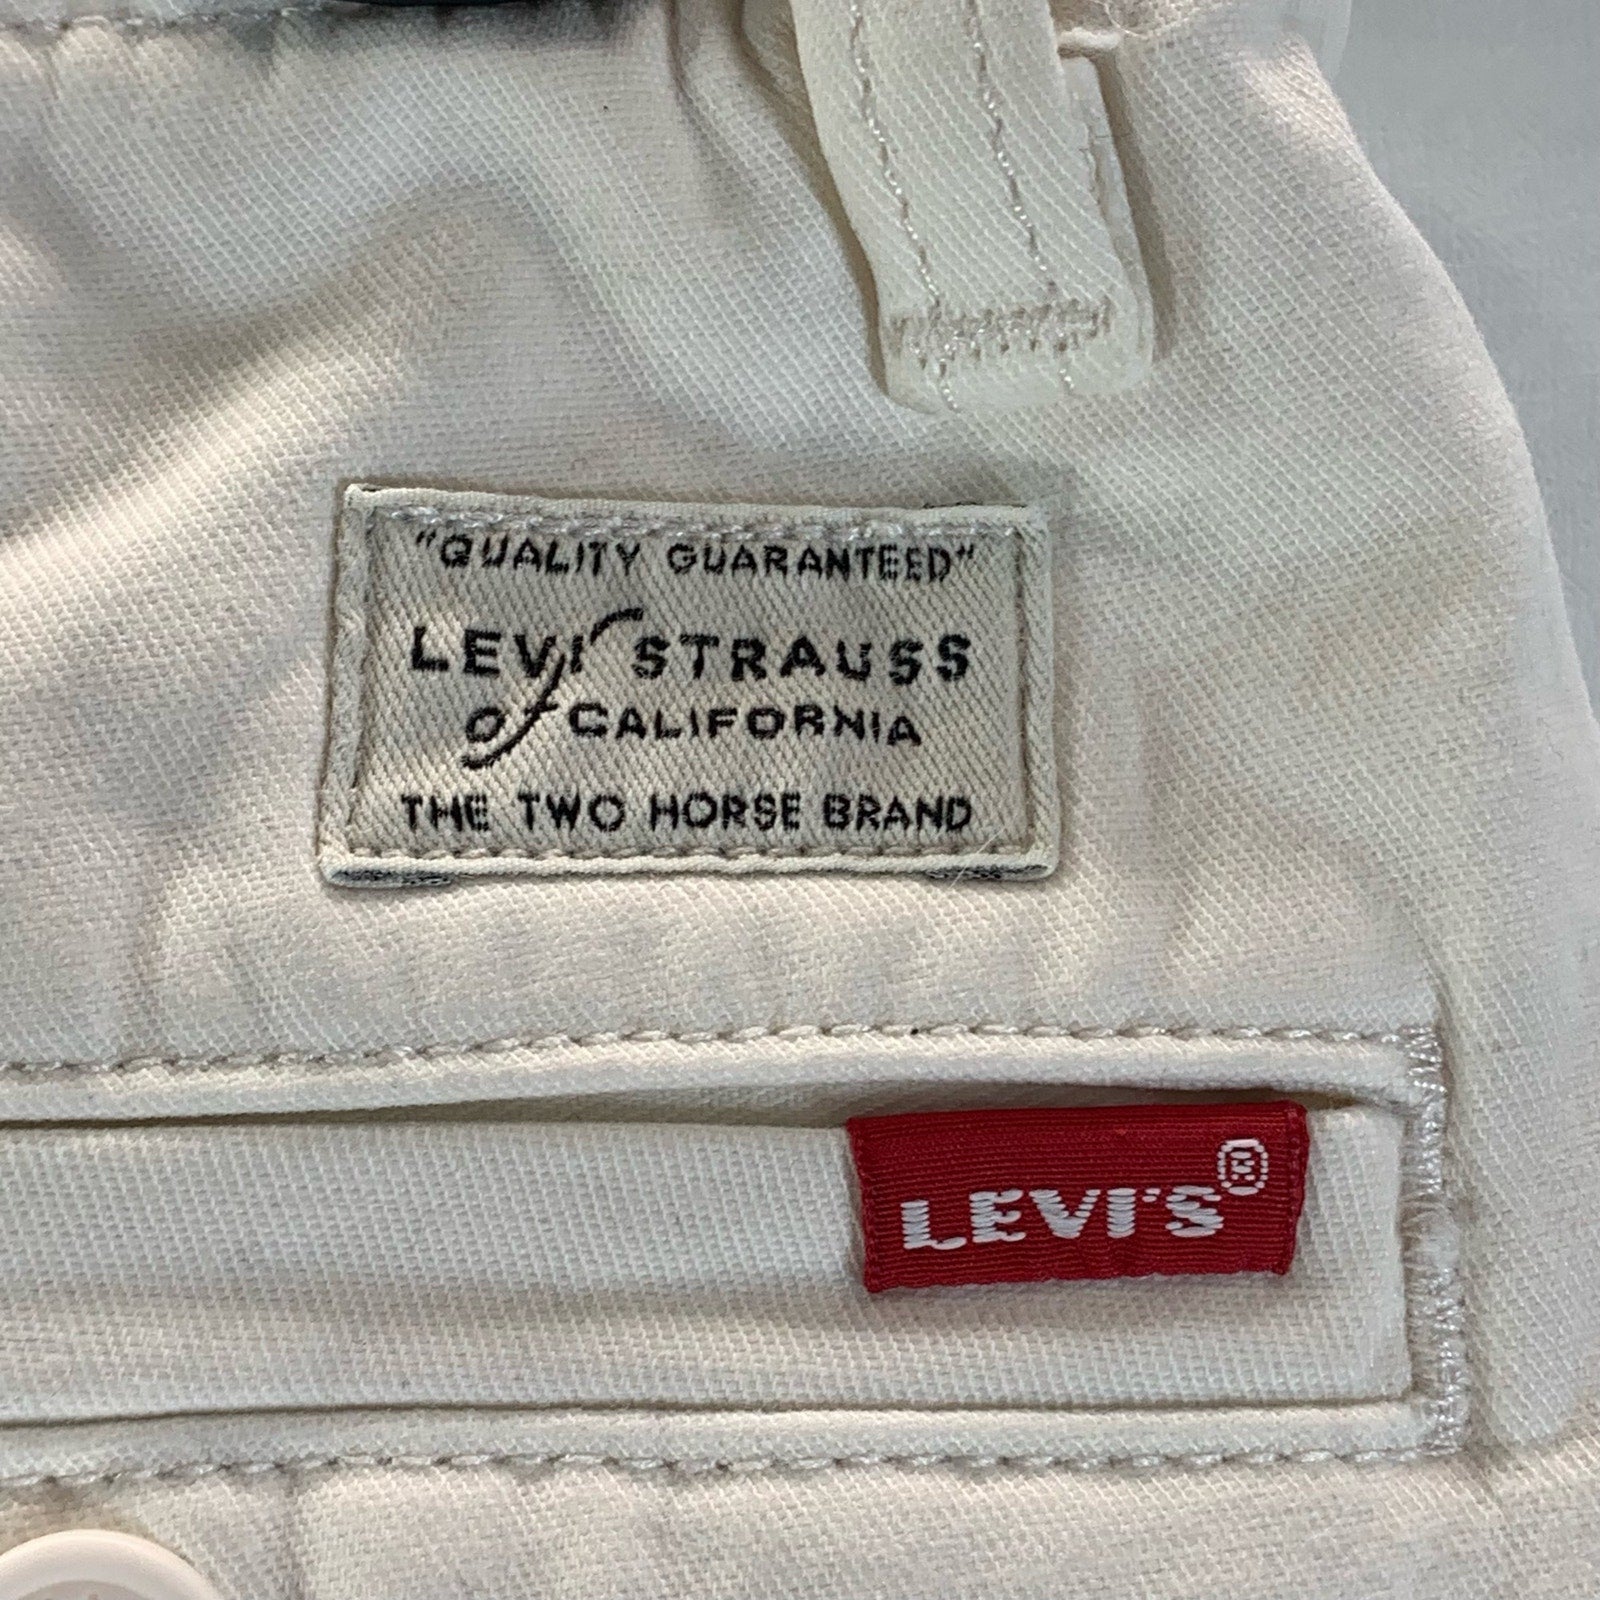 "QUALITY GUARANTEED"
LEVI STRAUSS
of CALIFORNIA
THE TWO HORSE BRAND
LEVI'S®